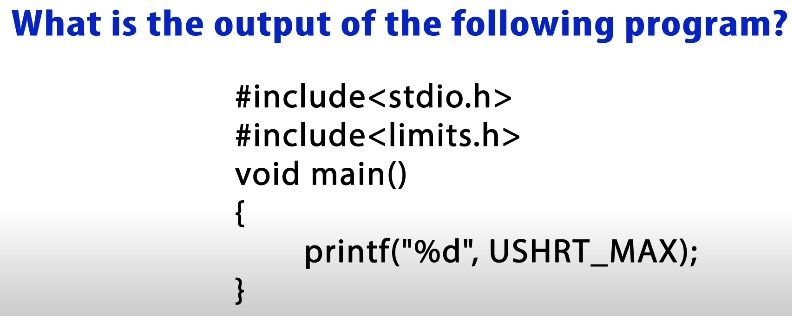 What is the output of the following program?
#include<stdio.h>
#include<limits.h>
void main()
{
printf("%d", USHRT_MAX);
}